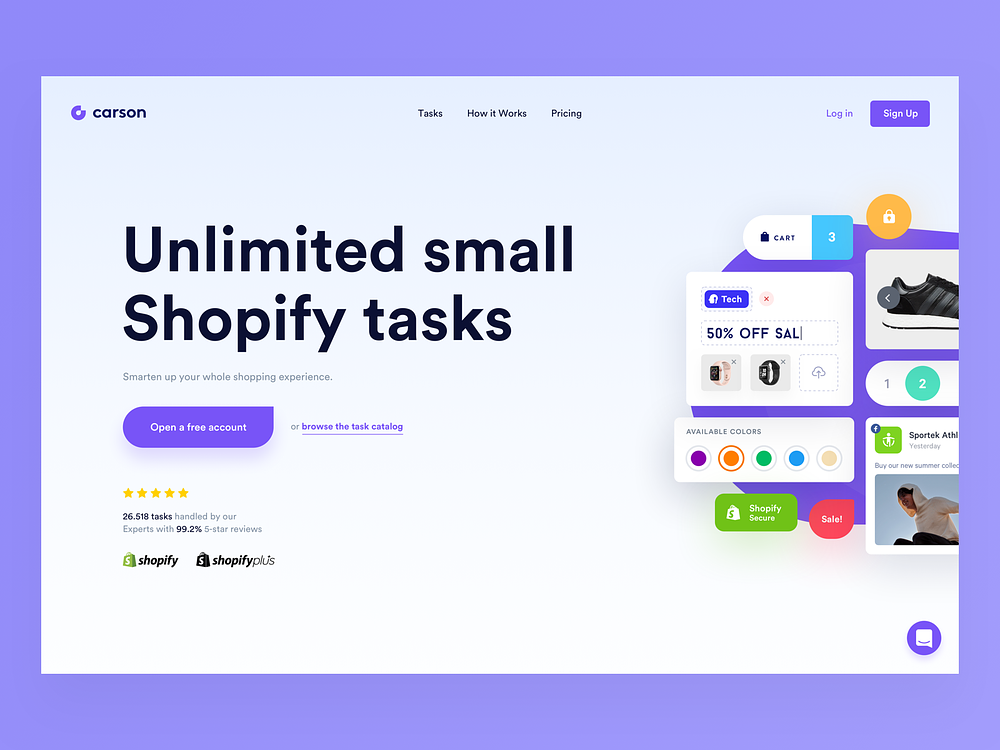 carson
Tasks
How it Works
Pricing
Log in
Sign Up
Unlimited small
Shopify tasks
Smarten up your whole shopping experience.
Open a free account
or browse the task catalog
26.518 tasks handled by our
Experts with 99.2% 5-star reviews
shopify
shopifyplus
CART
3
Tech
50% OFF SAL
1
2
AVAILABLE COLORS
Sportek Athl
Yesterday
Buy our new summer collec
Shopify
Secure
Sale!